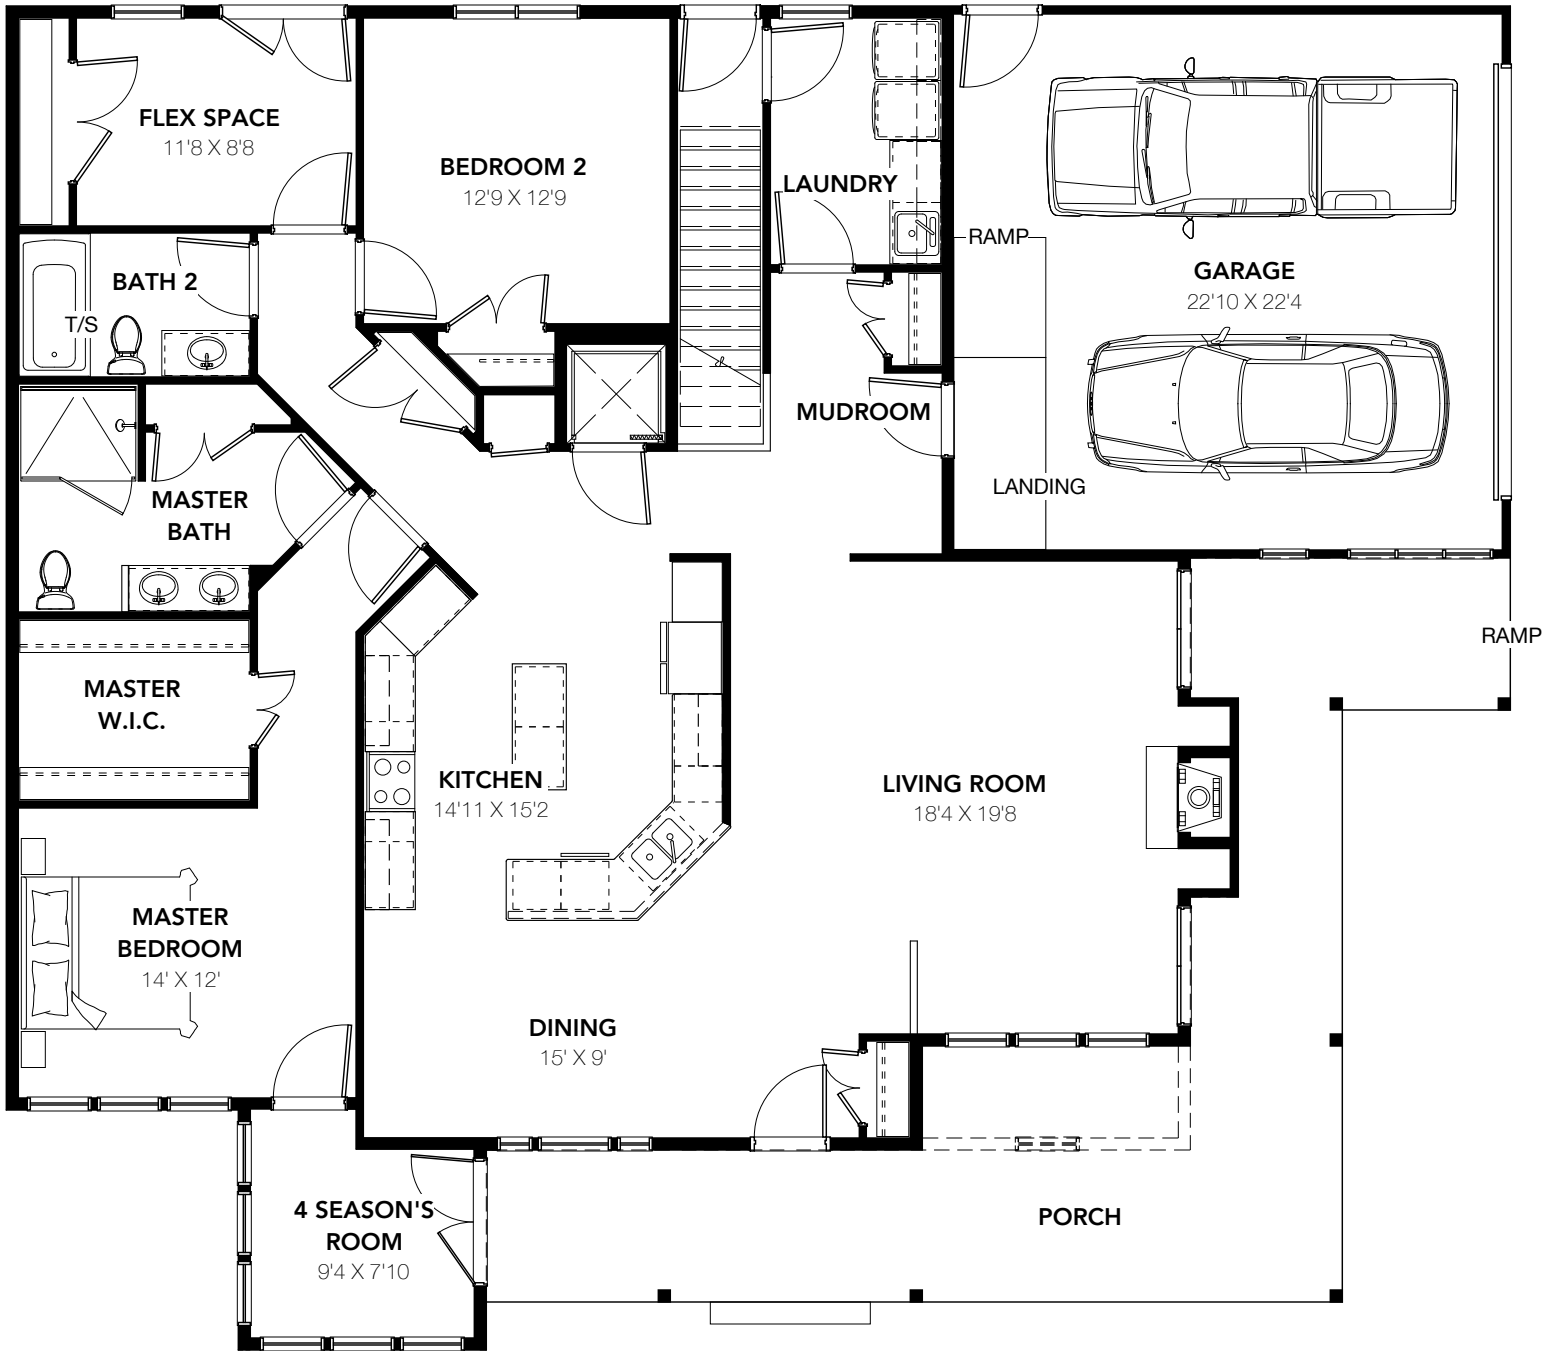 FLEX SPACE
11'8 X 8'8
BEDROOM 2
12'9 X 12'9
LAUNDRY
RAMP
GARAGE
22'10 X 22'4
BATH 2
T/S
MUDROOM
LANDING
MASTER
BATH
RAMP
MASTER
W.I.C.
KITCHEN
14'11 X 15'2
LIVING ROOM
18'4 X 19'8
MASTER
BEDROOM
14' X 12'
DINING
15' X 9'
4 SEASON'S
ROOM
9'4 X 7'10
PORCH